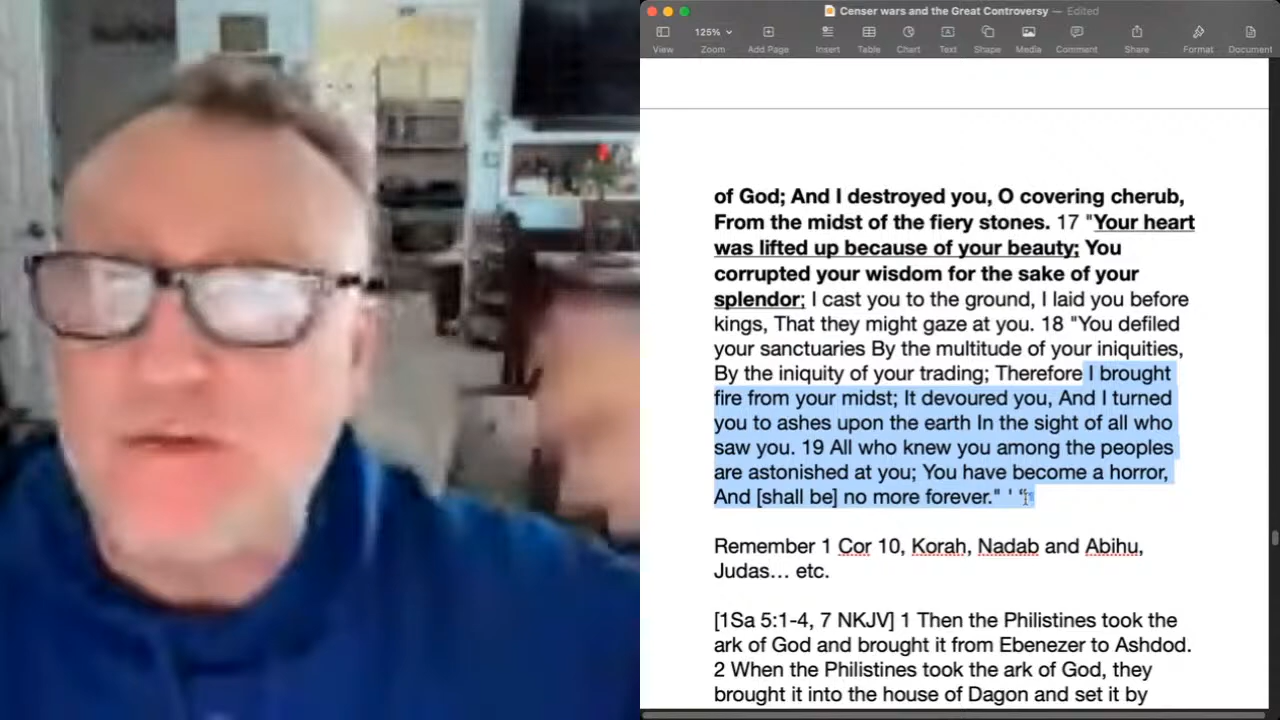 Censer wars and the Great Controversy — Edited
125%
View
Zoom
Add Page
Insert
Table
Chart
Text
Shape
Media
Comment
Share
Format
Document
of God; And I destroyed you, O covering cherub,
From the midst of the fiery stones. 17 "Your heart
was lifted up because of your beauty; You
corrupted your wisdom for the sake of your
splendor; I cast you to the ground, I laid you before
kings, That they might gaze at you. 18 "You defiled
your sanctuaries By the multitude of your iniquities,
By the iniquity of your trading; Therefore I brought
fire from your midst; It devoured you, And I turned
you to ashes upon the earth In the sight of all who
saw you. 19 All who knew you among the peoples
are astonished at you; You have become a horror,
And [shall be] no more forever." ' "
Remember 1 Cor 10, Korah, Nadab and Abihu,
Judas… etc.
[1Sa 5:1-4, 7 NKJV] 1 Then the Philistines took the
ark of God and brought it from Ebenezer to Ashdod.
2 When the Philistines took the ark of God, they
brought it into the house of Dagon and set it by